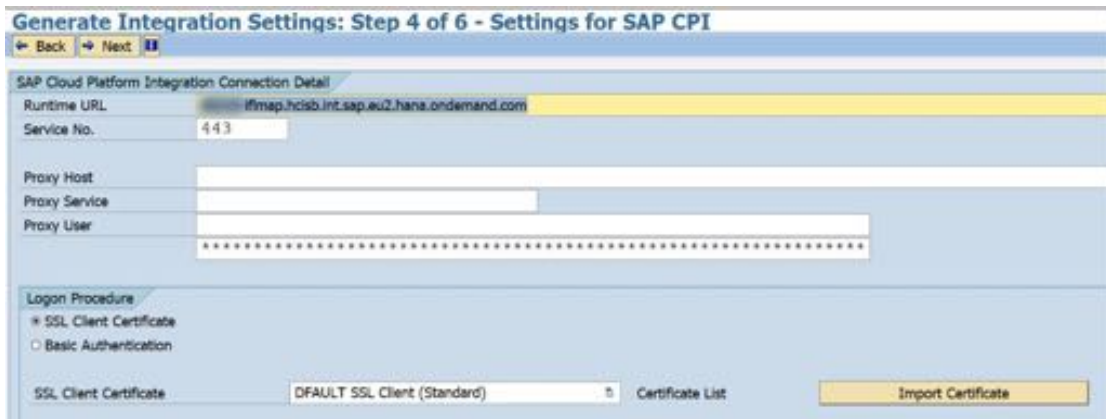 Generate Integration Settings: Step 4 of 6 - Settings for SAP CPI
Back Next
SAP Cloud Platform Integration Connection Detail
Runtime URL iflmap.hcisb.int.sap.eu2.hana.ondemand.com
Service No. 443
Proxy Host
Proxy Service
Proxy User
*****************************************************************
Logon Procedure
SSL Client Certificate
Basic Authentication
SSL Client Certificate DFAULT SSL Client (Standard) Certificate List Import Certificate